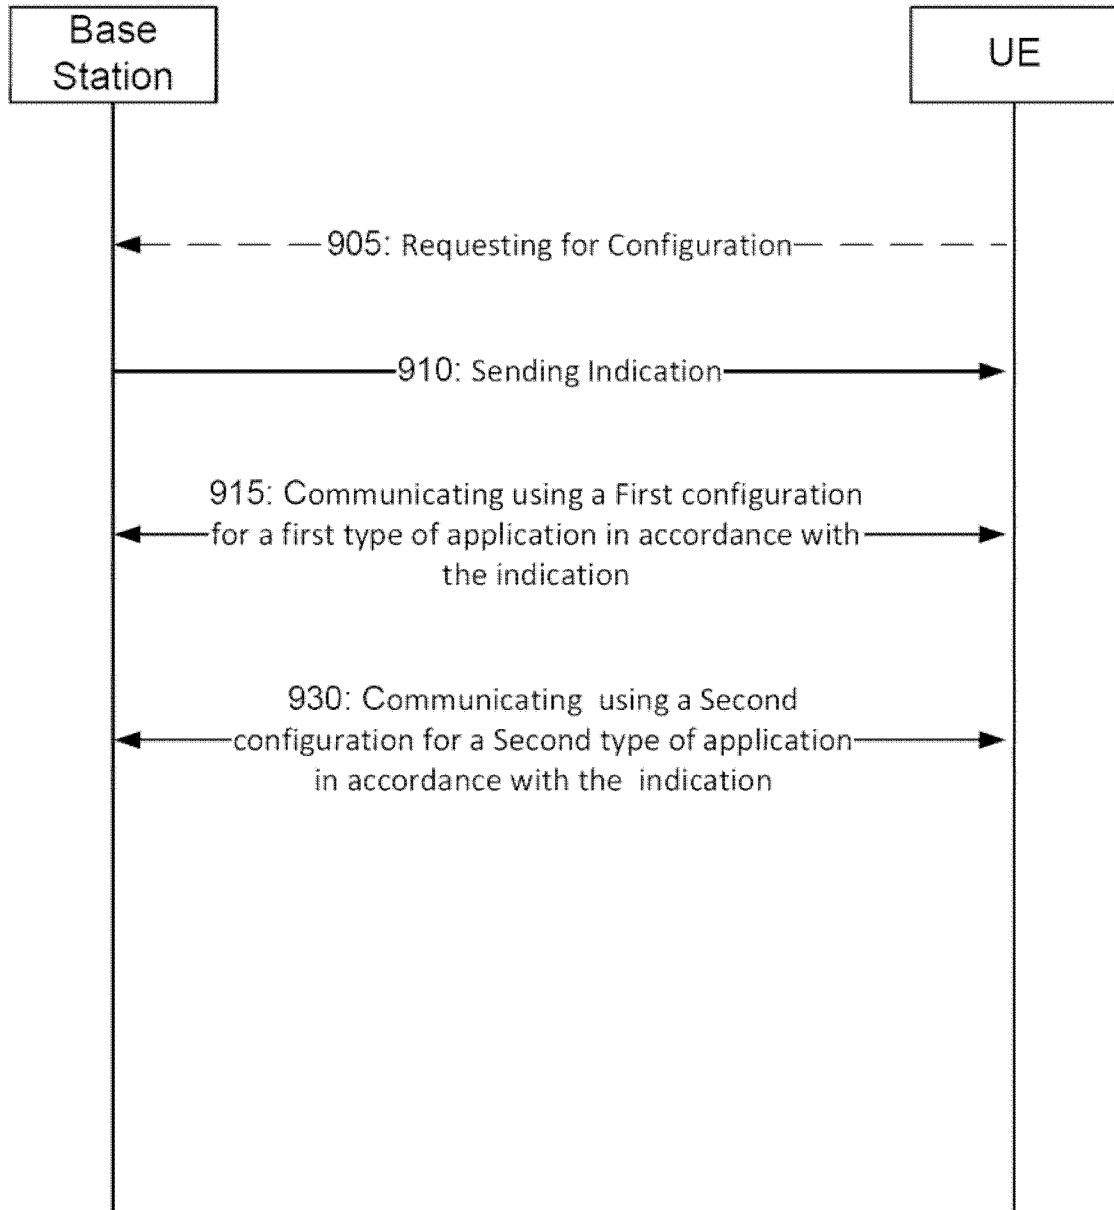 Base
Station
UE
905: Requesting for Configuration
910: Sending Indication
915: Communicating using a First configuration
for a first type of application in accordance with
the indication
930: Communicating  using a Second
configuration for a Second type of application
in accordance with the  indication